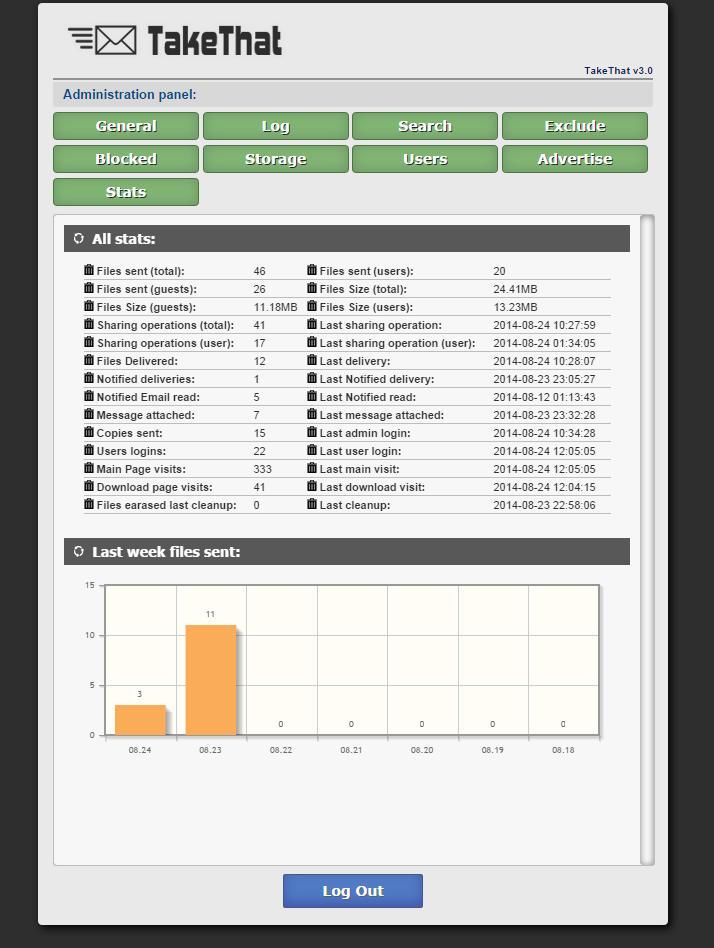 TakeThat
TakeThat v3.0
Administration panel:
General Log Search Exclude
Blocked Storage Users Advertise
Stats
All stats:
Files sent (total): 46 Files sent (users): 20
Files sent (guests): 26 Files Size (total): 24.41MB
Files Size (guests): 11.18MB Files Size (users): 13.23MB
Sharing operations (total): 41 Last sharing operation: 2014-08-24 10:27:59
Sharing operations (user): 17 Last sharing operation (user): 2014-08-24 01:34:05
Files Delivered: 12 Last delivery: 2014-08-24 10:28:07
Notified deliveries: 1 Last Notified delivery: 2014-08-23 23:05:27
Notified Email read: 5 Last Notified read: 2014-08-12 01:13:43
Message attached: 7 Last message attached: 2014-08-23 23:32:28
Copies sent: 15 Last admin login: 2014-08-24 10:34:28
Users logins: 22 Last user login: 2014-08-24 12:05:05
Main Page visits: 333 Last main visit: 2014-08-24 12:05:05
Download page visits: 41 Last download visit: 2014-08-24 12:04:15
Files earased last cleanup: 0 Last cleanup: 2014-08-23 22:58:06
Last week files sent:
15
11
10
5
3
0 0 0 0 0
0
08.24 08.23 08.22 08.21 08.20 08.19 08.18
Log Out